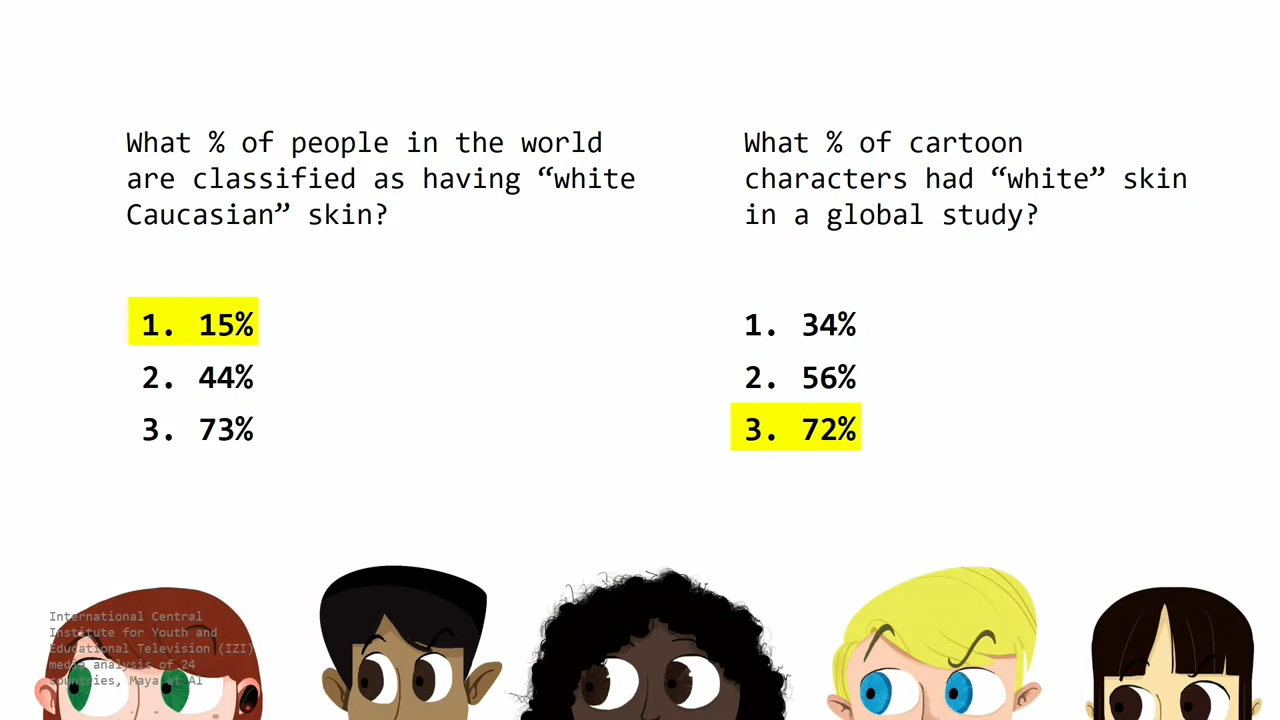 What % of people in the world
are classified as having “white
Caucasian” skin?
1. 15%
2. 44%
3. 73%
What % of cartoon
characters had “white” skin
in a global study?
1. 34%
2. 56%
3. 72%
International Central
Institute for Youth and
Educational Television (IZI)
media analysis of 24
countries, Maya et Al